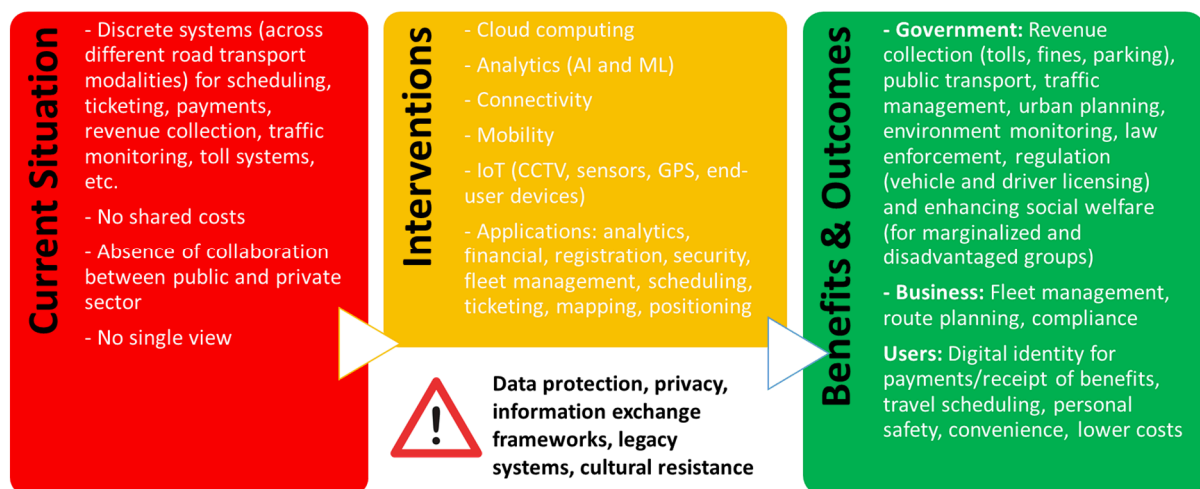 Current Situation
- Discrete systems (across
different road transport
modalities) for scheduling,
ticketing, payments,
revenue collection, traffic
monitoring, toll systems,
etc.
- No shared costs
- Absence of collaboration
between public and private
sector
- No single view
Interventions
- Cloud computing
- Analytics (AI and ML)
- Connectivity
- Mobility
- IoT (CCTV, sensors, GPS, end-
user devices)
- Applications: analytics,
financial, registration, security,
fleet management, scheduling,
ticketing, mapping, positioning
!
Data protection, privacy,
information exchange
frameworks, legacy
systems, cultural resistance
Benefits & Outcomes
- Government: Revenue
collection (tolls, fines, parking),
public transport, traffic
management, urban planning,
environment monitoring, law
enforcement, regulation
(vehicle and driver licensing)
and enhancing social welfare
(for marginalized and
disadvantaged groups)
- Business: Fleet management,
route planning, compliance
Users: Digital identity for
payments/receipt of benefits,
travel scheduling, personal
safety, convenience, lower costs